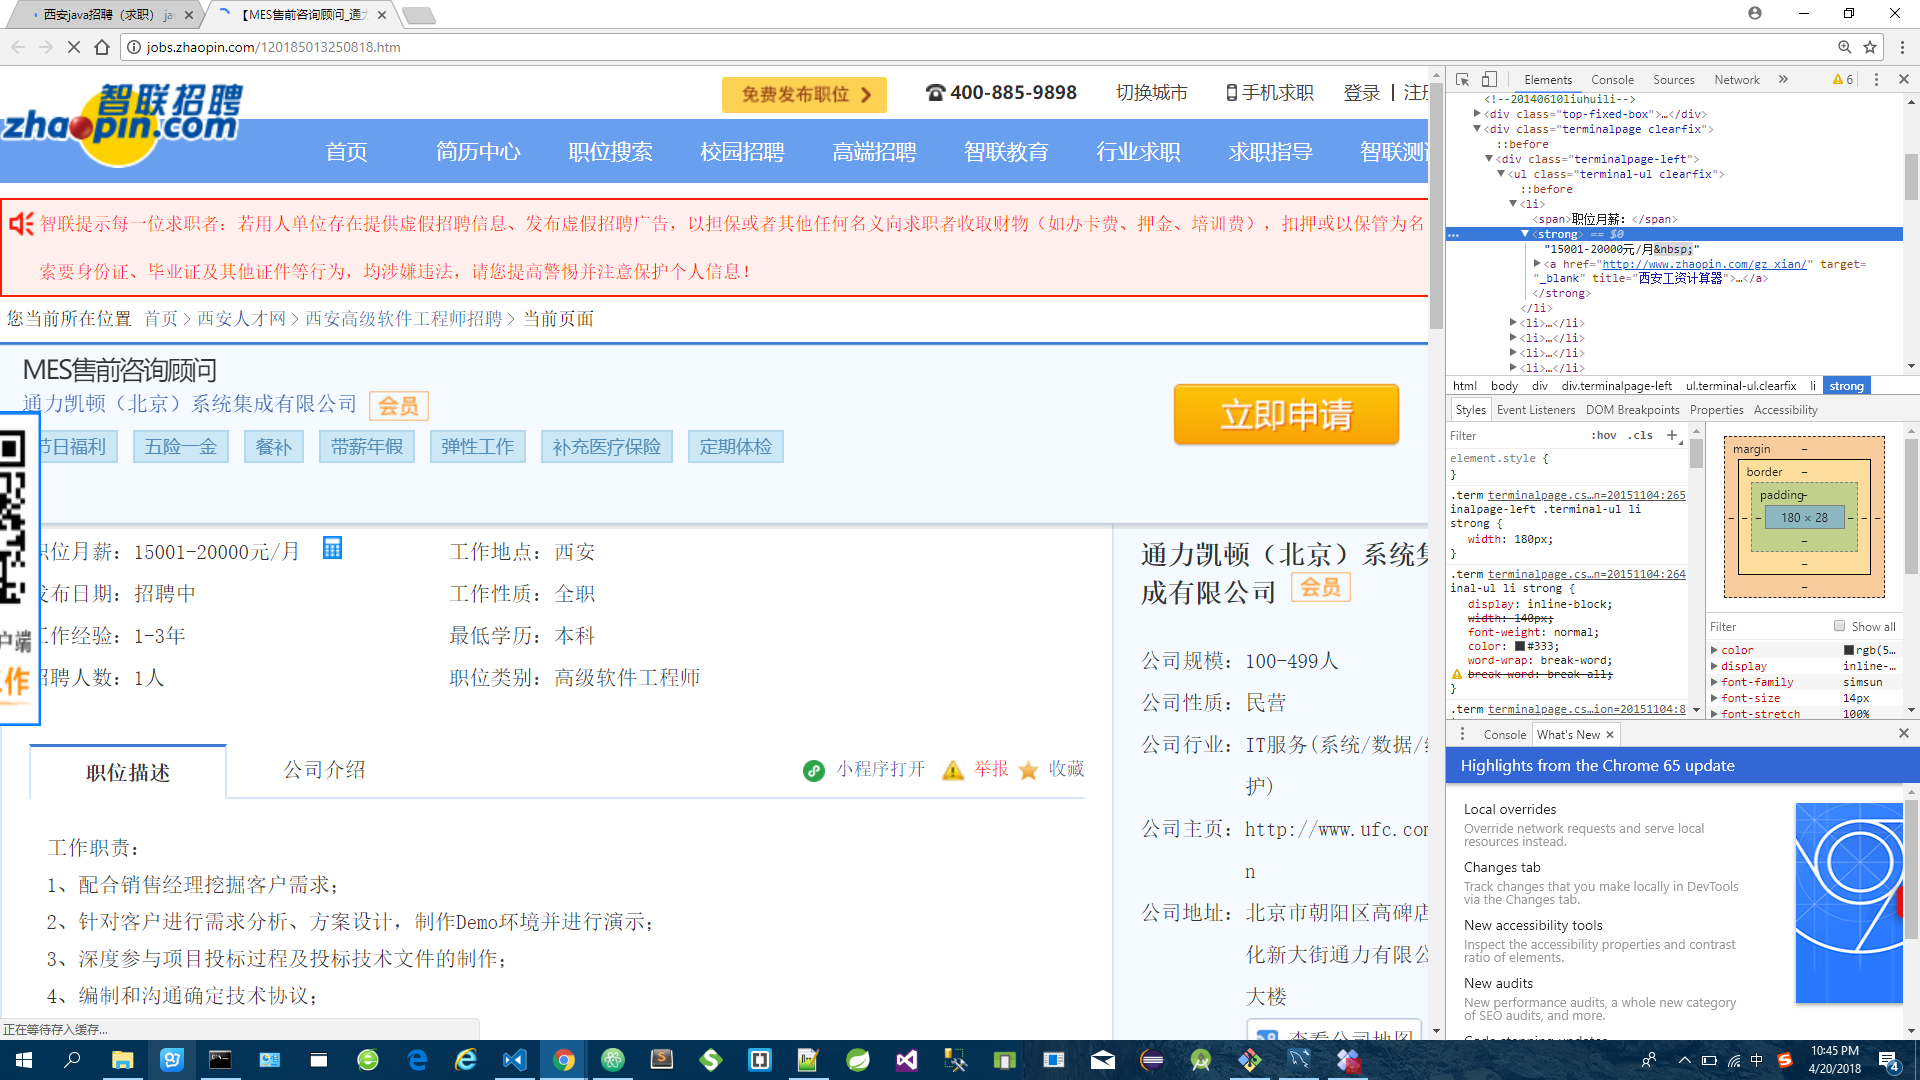 西安java招聘（求职） ja
【MES售前咨询顾问_通
jobs.zhaopin.com/120185013250818.htm
智联招聘
zhaopin.com
免费发布职位
400-885-9898
切换城市
手机求职
登录 | 注册
首页 简历中心 职位搜索 校园招聘 高端招聘 智联教育 行业求职 求职指导 智联测
智联提示每一位求职者：若用人单位存在提供虚假招聘信息、发布虚假招聘广告，以担保或者其他任何名义向求职者收取财物（如办卡费、押金、培训费），扣押或以保管为名
索要身份证、毕业证及其他证件等行为，均涉嫌违法，请您提高警惕并注意保护个人信息！
您当前所在位置 首页 > 西安人才网 > 西安高级软件工程师招聘 > 当前页面
MES售前咨询顾问
通力凯顿（北京）系统集成有限公司 会员
立即申请
节日福利 五险一金 餐补 带薪年假 弹性工作 补充医疗保险 定期体检
职位月薪：15001-20000元/月 工作地点：西安
发布日期：招聘中 工作性质：全职
工作经验：1-3年 最低学历：本科
招聘人数：1人 职位类别：高级软件工程师
户端
工作
职位描述 公司介绍 小程序打开 举报 收藏
工作职责：
1、配合销售经理挖掘客户需求；
2、针对客户进行需求分析、方案设计，制作Demo环境并进行演示；
3、深度参与项目投标过程及投标技术文件的制作；
4、编制和沟通确定技术协议；
正在等待存入缓存...
通力凯顿（北京）系统集
成有限公司 会员
公司规模：100-499人
公司性质：民营
公司行业：IT服务(系统/数据/维
护)
公司主页：http://www.ufc.com
n
公司地址：北京市朝阳区高碑店
化新大街通力有限公
大楼
查看公司地图
Elements Console Sources Network » 6
<!--20140610liuhuili-->
<div class="top-fixed-box">…</div>
<div class="terminalpage clearfix">
::before
<div class="terminalpage-left">
<ul class="terminal-ul clearfix">
::before
<li>
<span>职位月薪：</span>
<strong> == $0
"15001-20000元/月&nbsp;"
<a href="http://www.zhaopin.com/gz_xian/" target=
"_blank" title="西安工资计算器">…</a>
</strong>
</li>
<li>…</li>
<li>…</li>
<li>…</li>
<li>…</li>
html body div div.terminalpage-left ul.terminal-ul.clearfix li strong
Styles Event Listeners DOM Breakpoints Properties Accessibility
Filter :hov .cls +
element.style {
}
.term terminalpage.cs…n=20151104:265
inalpage-left .terminal-ul li
strong {
width: 180px;
}
.term terminalpage.cs…n=20151104:264
inal-ul li strong {
display: inline-block;
width: 140px;
font-weight: normal;
color: #333;
word-wrap: break-word;
break-word: break-all;
}
.term terminalpage.cs…ion=20151104:8
margin –
border –
padding–
180 × 28
Filter Show all
color rgb(5…
display inline-…
font-family simsun
font-size 14px
font-stretch 100%
Console What's New ×
Highlights from the Chrome 65 update
Local overrides
Override network requests and serve local
resources instead.
Changes tab
Track changes that you make locally in DevTools
via the Changes tab.
New accessibility tools
Inspect the accessibility properties and contrast
ratio of elements.
New audits
New performance audits, a whole new category
of SEO audits, and more.
中
10:45 PM
4/20/2018
4